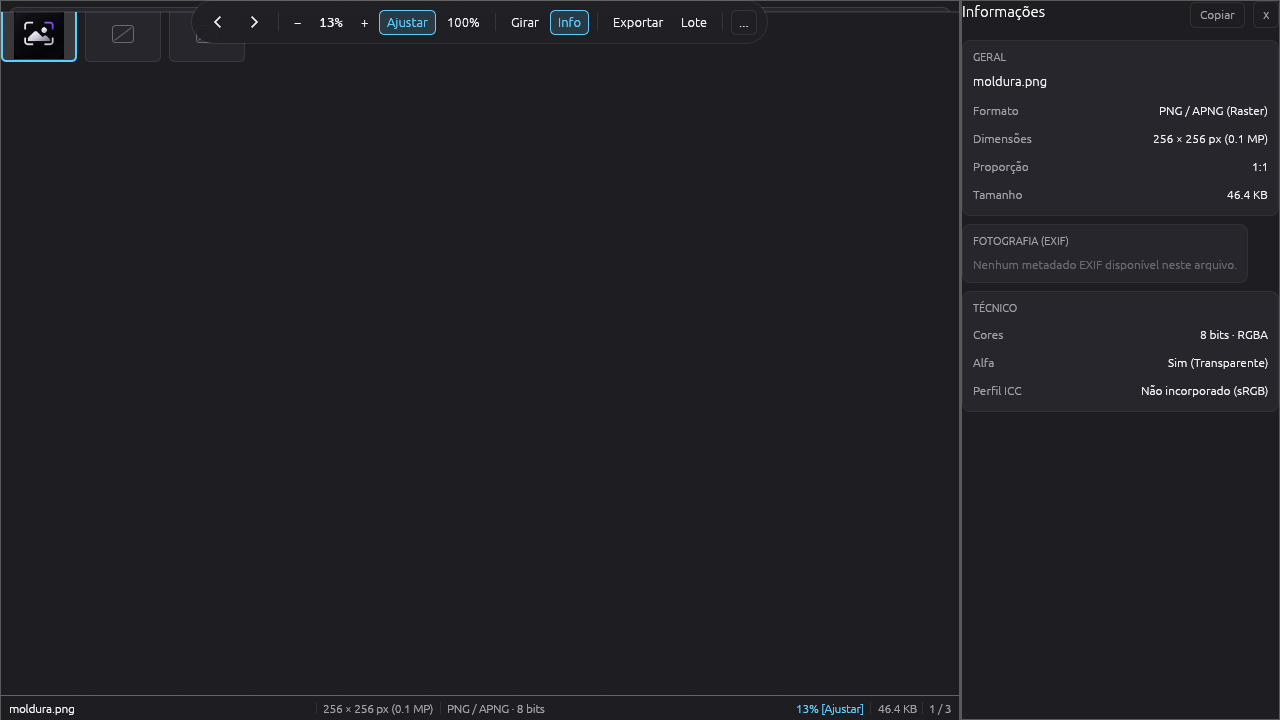 − 13% + Ajustar 100% Girar Info Exportar Lote ...
Informações Copiar x
GERAL
moldura.png
Formato PNG / APNG (Raster)
Dimensões 256 × 256 px (0.1 MP)
Proporção 1:1
Tamanho 46.4 KB
FOTOGRAFIA (EXIF)
Nenhum metadado EXIF disponível neste arquivo.
TÉCNICO
Cores 8 bits · RGBA
Alfa Sim (Transparente)
Perfil ICC Não incorporado (sRGB)
moldura.png 256 × 256 px (0.1 MP) PNG / APNG · 8 bits 13% [Ajustar] 46.4 KB 1 / 3